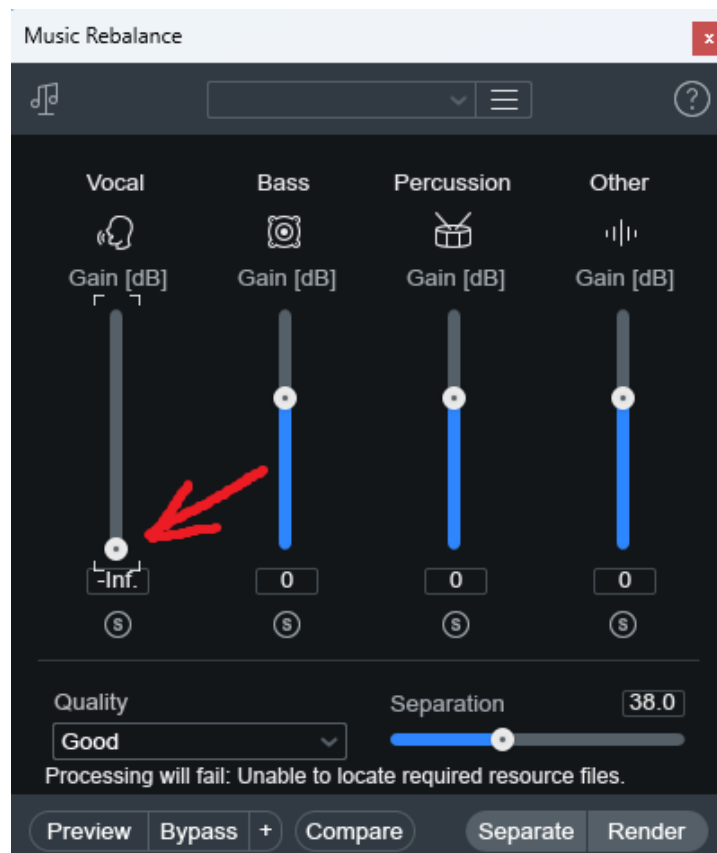 Music Rebalance
x
?
Vocal Bass Percussion Other
Gain [dB] Gain [dB] Gain [dB] Gain [dB]
-Inf. 0 0 0
S S S S
Quality Separation 38.0
Good
Processing will fail: Unable to locate required resource files.
Preview Bypass + Compare Separate Render